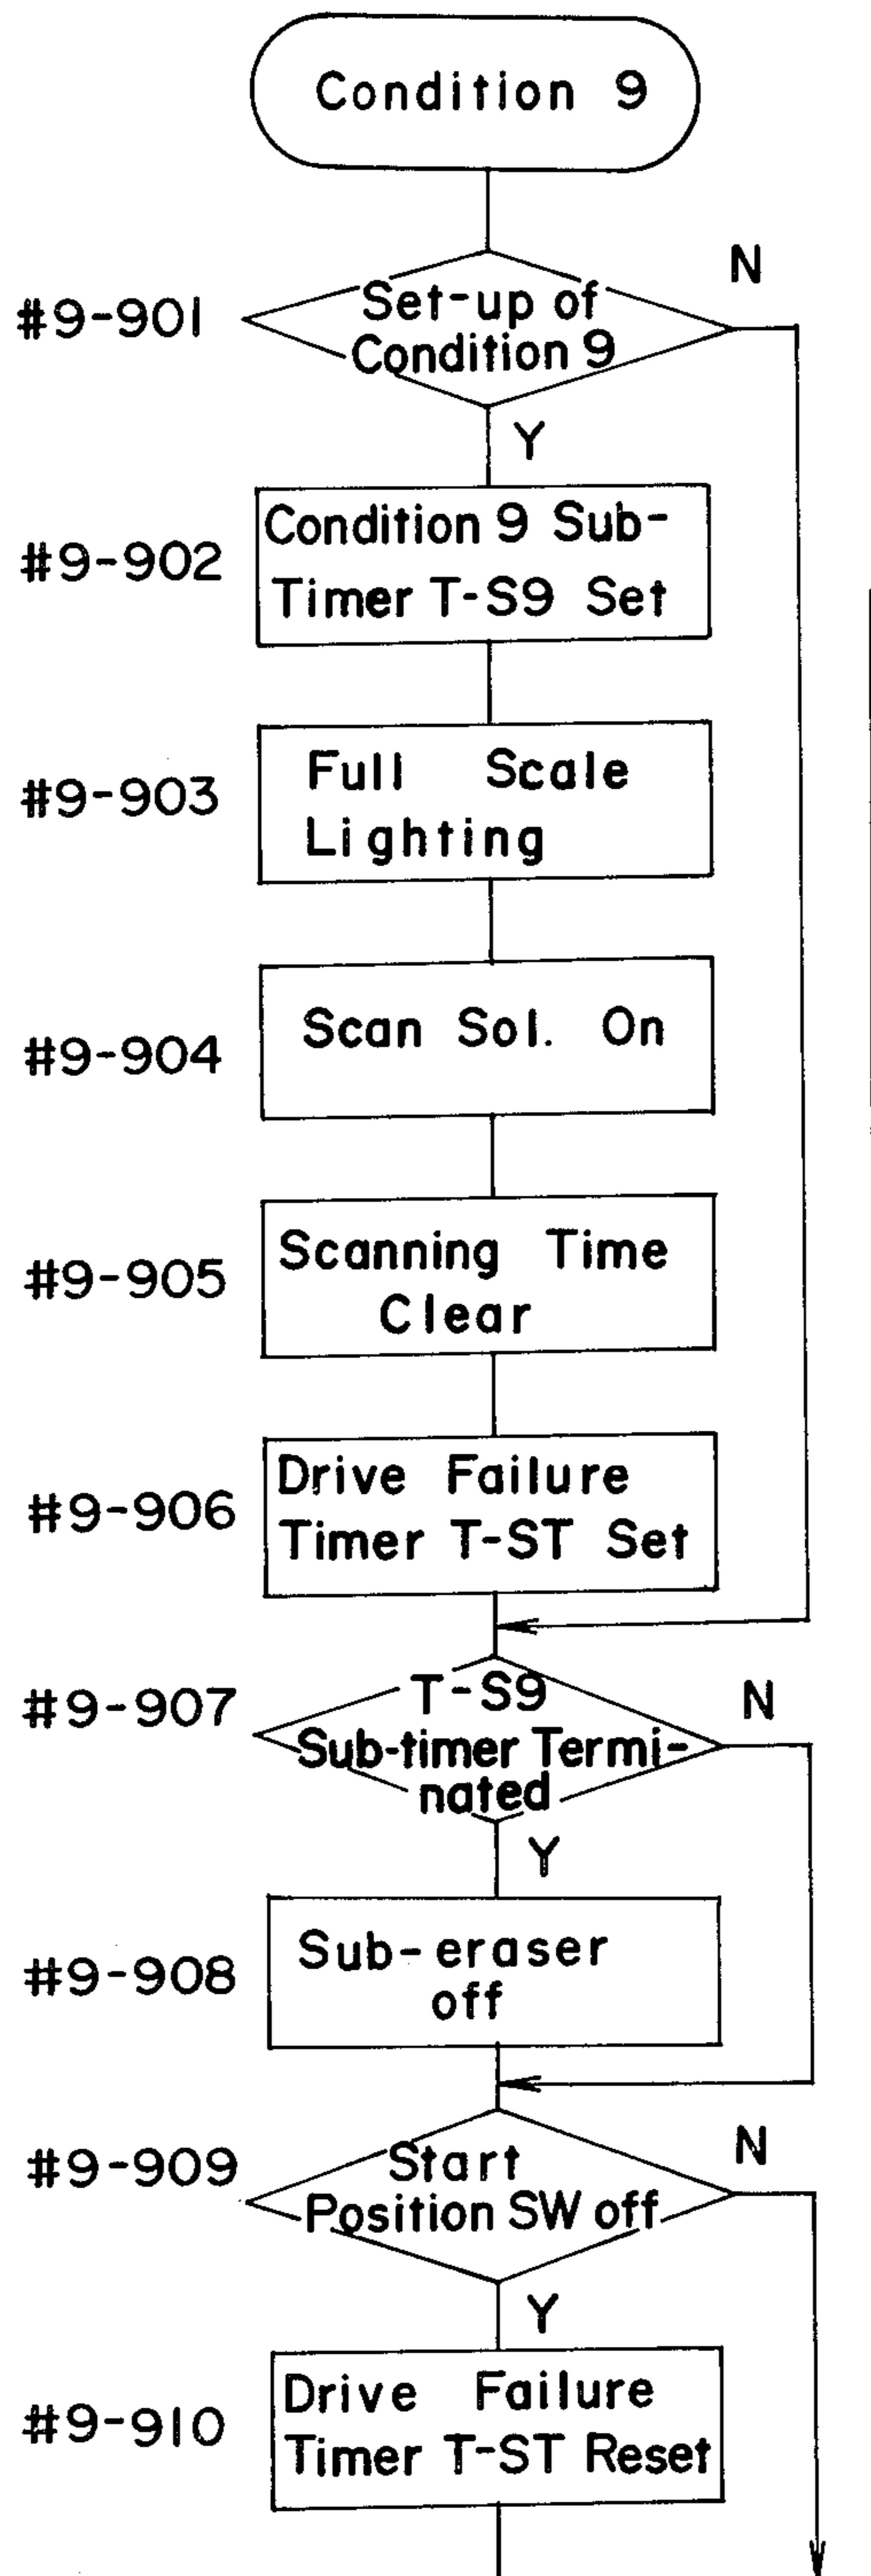 Condition 9
N
#9-901
Set-up of
Condition 9
Y
#9-902
Condition 9 Sub-
Timer T-S9 Set
#9-903
Full Scale
Lighting
#9-904
Scan Sol. On
#9-905
Scanning Time
Clear
#9-906
Drive Failure
Timer T-ST Set
#9-907
T-S9
Sub-timer Termi-
nated
N
Y
#9-908
Sub-eraser
off
#9-909
Start
Position SW off
N
Y
#9-910
Drive Failure
Timer T-ST Reset